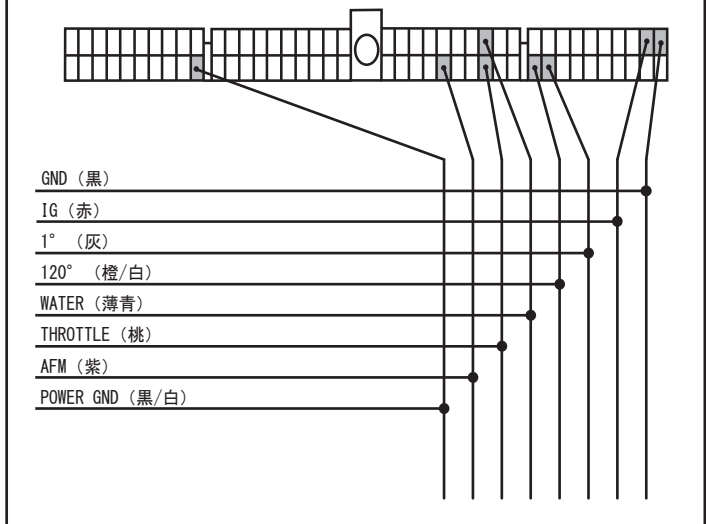 GND (黒)
IG (赤)
1° (灰)
120° (橙/白)
WATER (薄青)
THROTTLE (桃)
AFM (紫)
POWER GND (黒/白)